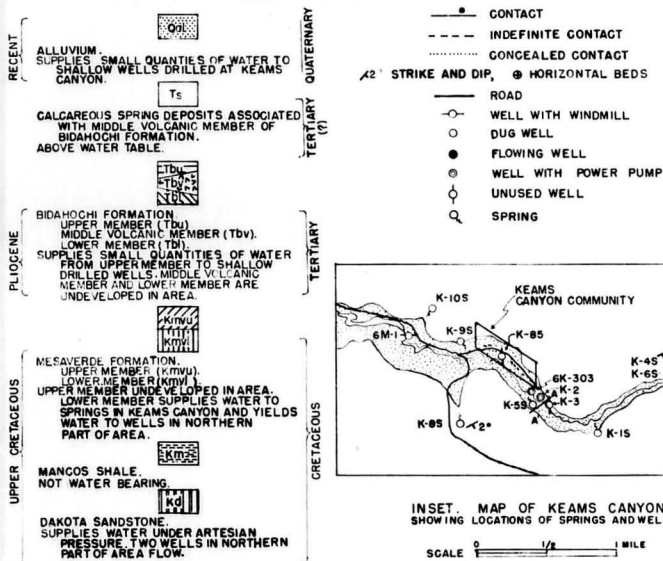 RECENT
Qal
ALLUVIUM.
SUPPLIES SMALL QUANTIES OF WATER TO
SHALLOW WELLS DRILLED AT KEAMS
CANYON.
QUATERNARY
Ts
CALCAREOUS SPRING DEPOSITS ASSOCIATED
WITH MIDDLE VOLCANIC MEMBER OF
BIDAHOCHI FORMATION.
ABOVE WATER TABLE.
TERTIARY
(?)
PLIOCENE
Tbu
Tbv
Tbl
BIDAHOCHI FORMATION.
UPPER MEMBER (Tbu)
MIDDLE VOLCANIC MEMBER (Tbv).
LOWER MEMBER (Tbl).
SUPPLIES SMALL QUANTITIES OF WATER
FROM UPPER MEMBER TO SHALLOW
DRILLED WELLS. MIDDLE VOLCANIC
MEMBER AND LOWER MEMBER ARE
UNDEVELOPED IN AREA.
TERTIARY
UPPER CRETACEOUS
Kmvu
Kmvl
MESAVERDE FORMATION.
UPPER MEMBER (Kmvu)
LOWER MEMBER (Kmvl).
UPPER MEMBER UNDEVELOPED IN AREA.
LOWER MEMBER SUPPLIES WATER TO
SPRINGS IN KEAMS CANYON AND YIELDS
WATER TO WELLS IN NORTHERN
PART OF AREA.
Km
MANCOS SHALE.
NOT WATER BEARING.
Kd
DAKOTA SANDSTONE.
SUPPLIES WATER UNDER ARTESIAN
PRESSURE. TWO WELLS IN NORTHERN
PART OF AREA FLOW.
CRETACEOUS
CONTACT
INDEFINITE CONTACT
CONCEALED CONTACT
2° STRIKE AND DIP, HORIZONTAL BEDS
ROAD
WELL WITH WINDMILL
DUG WELL
FLOWING WELL
WELL WITH POWER PUMP
UNUSED WELL
SPRING
KEAMS
CANYON COMMUNITY
K-10S
6M-1
K-9S
K-85
K-4S
K-6S
6K-303
K-2
K-3
K-5S
A
A'
K-8S
2°
K-1S
INSET. MAP OF KEAMS CANYON
SHOWING LOCATIONS OF SPRINGS AND WELL
SCALE 0 1/2 1 MILE